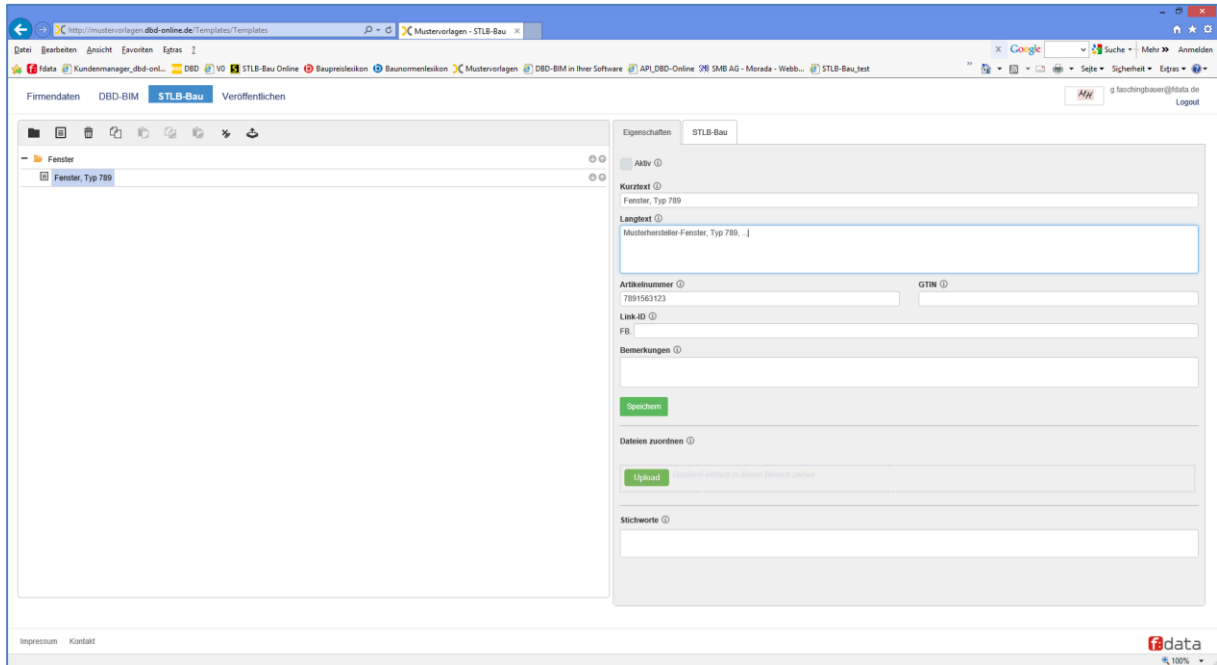 http://mustervorlagen.dbd-online.de/Templates/Templates
Mustervorlagen - STLB-Bau
Datei Bearbeiten Ansicht Favoriten Extras ?
Google Suche Mehr » Anmelden
fdata Kundenmanager_dbd-onl... DBD V0 STLB-Bau Online Baupreislexikon Baunormenlexikon Mustervorlagen DBD-BIM in Ihrer Software API_DBD-Online SMB AG - Morada - Webb... STLB-Bau_test
Seite Sicherheit Extras
Firmendaten DBD-BIM STLB-Bau Veröffentlichen
MH
g.faschingbauer@fdata.de
Logout
Eigenschaften STLB-Bau
Fenster
Fenster, Typ 789
Aktiv
Kurztext
Fenster, Typ 789
Langtext
Musterhersteller-Fenster, Typ 789, ...
Artikelnummer GTIN
7891563123
Link-ID
FB.
Bemerkungen
Speichern
Dateien zuordnen
Upload
Stichworte
Impressum Kontakt
f:data
100%